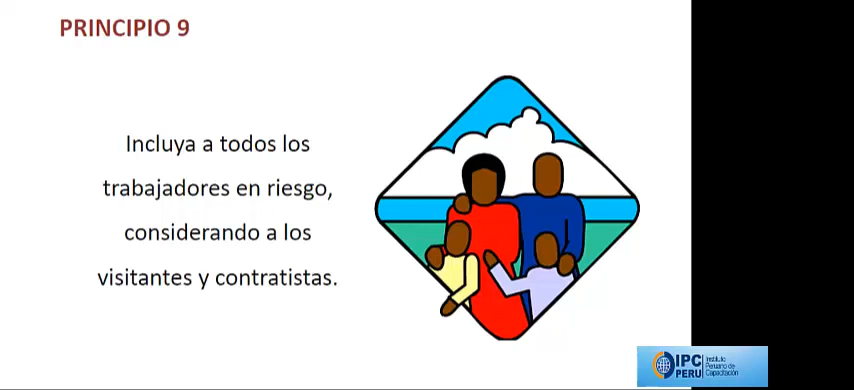 PRINCIPIO 9
Incluya a todos los
trabajadores en riesgo,
considerando a los
visitantes y contratistas.
IPC
PERU
Instituto
Peruano de
Capacitación